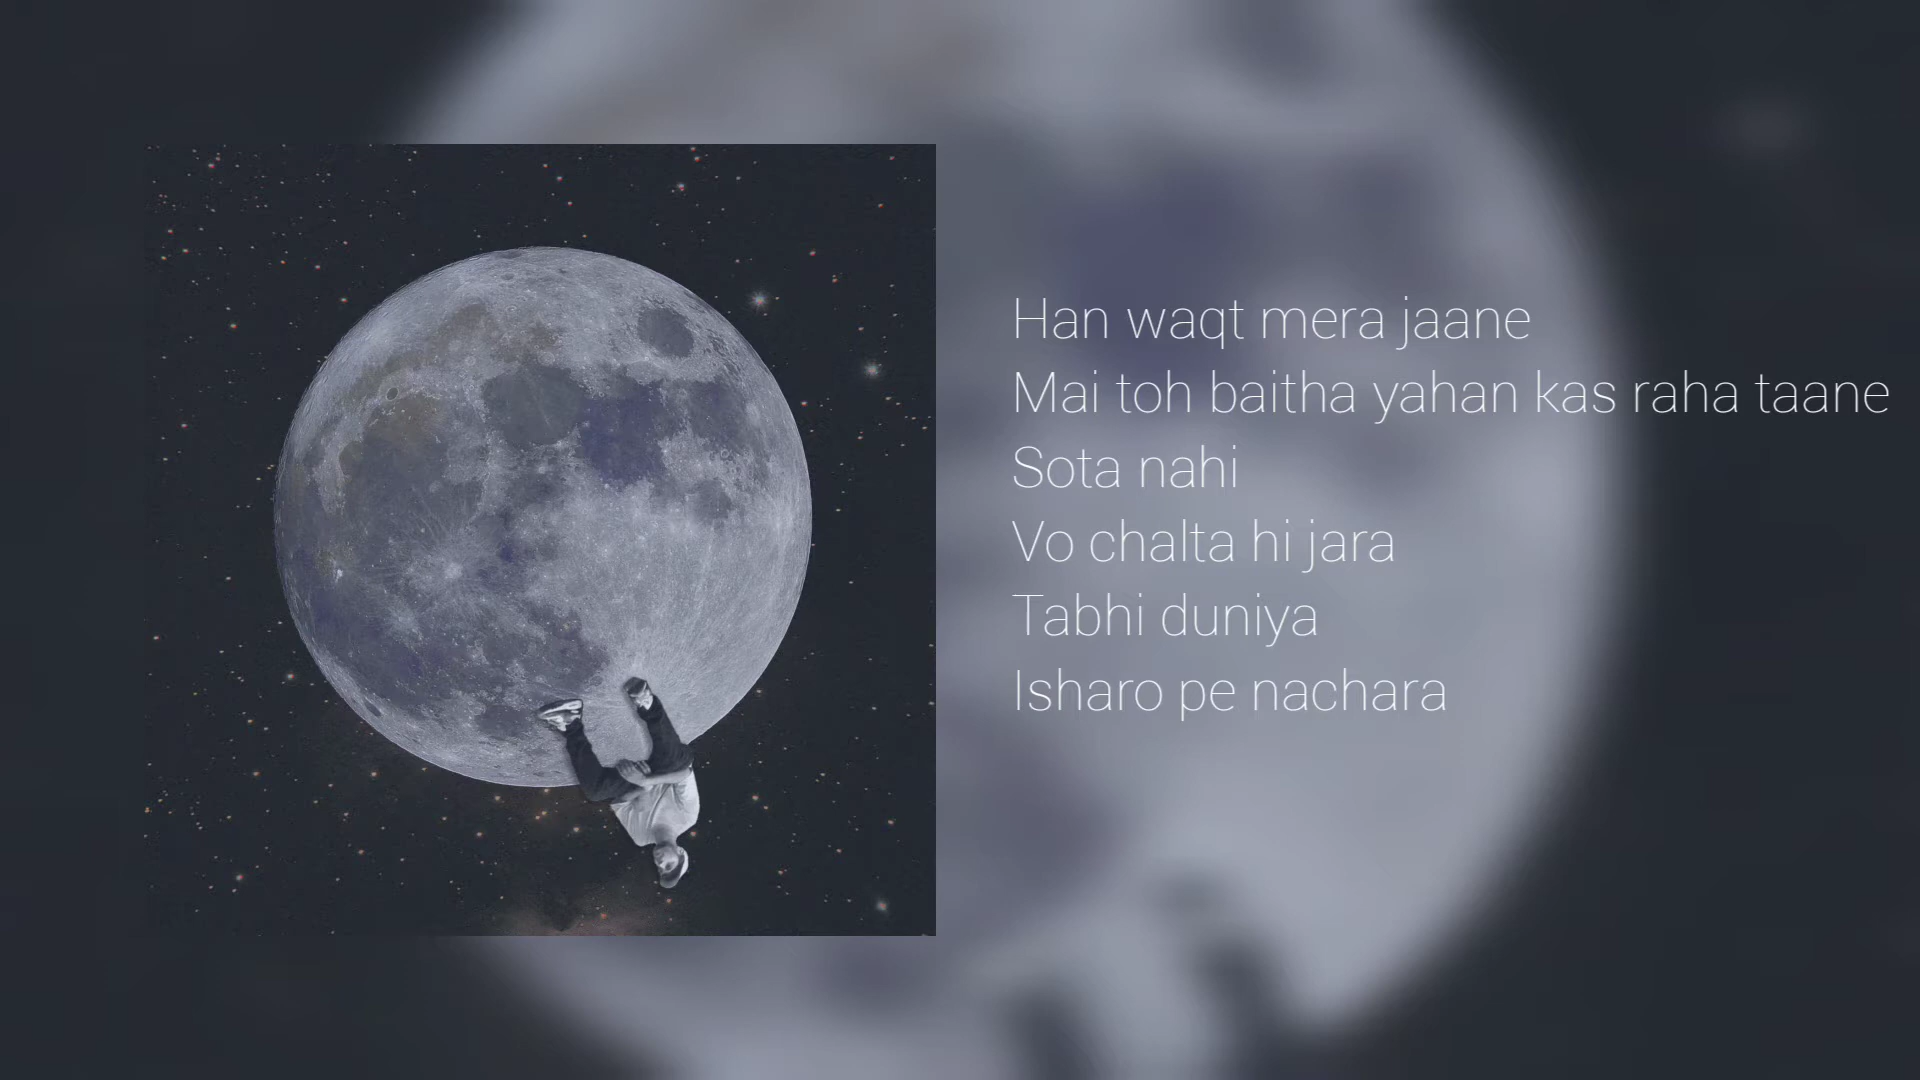 Han waqt mera jaane
Mai toh baitha yahan kas raha taane
Sota nahi
Vo chalta hi jara
Tabhi duniya
Isharo pe nachara